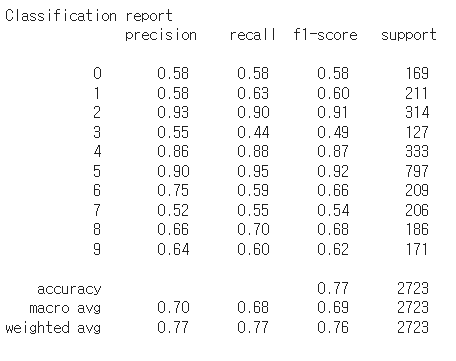 Classification report
precision recall f1-score support
0 0.58 0.58 0.58 169
1 0.58 0.63 0.60 211
2 0.93 0.90 0.91 314
3 0.55 0.44 0.49 127
4 0.86 0.88 0.87 333
5 0.90 0.95 0.92 797
6 0.75 0.59 0.66 209
7 0.52 0.55 0.54 206
8 0.66 0.70 0.68 186
9 0.64 0.60 0.62 171
accuracy 0.77 2723
macro avg 0.70 0.68 0.69 2723
weighted avg 0.77 0.77 0.76 2723